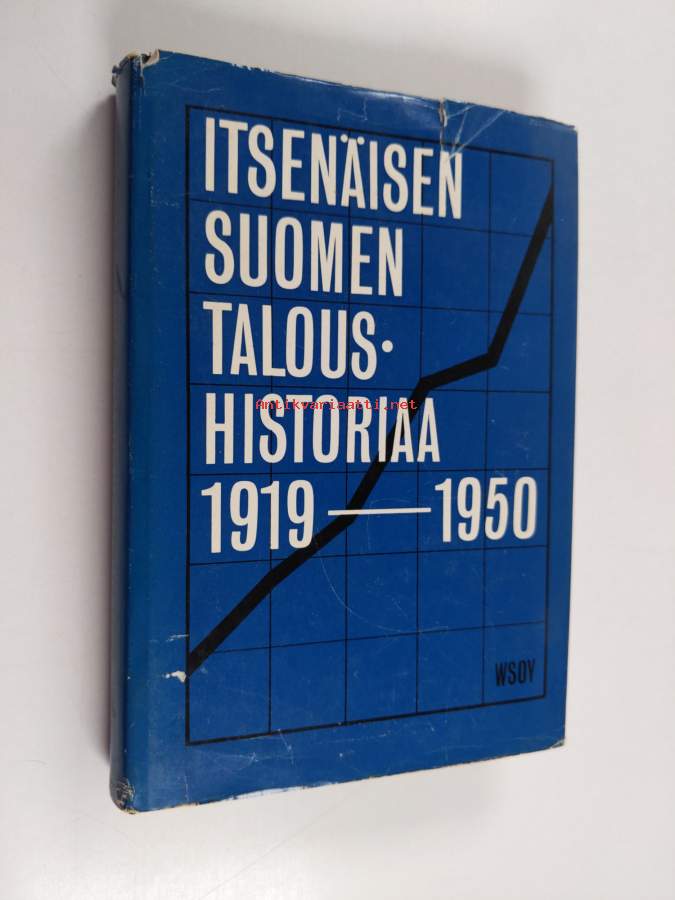 ITSENÄISEN
SUOMEN
TALOUS·
Antikvariaatti.net
HISTORIAA
1919 — 1950
WSOY